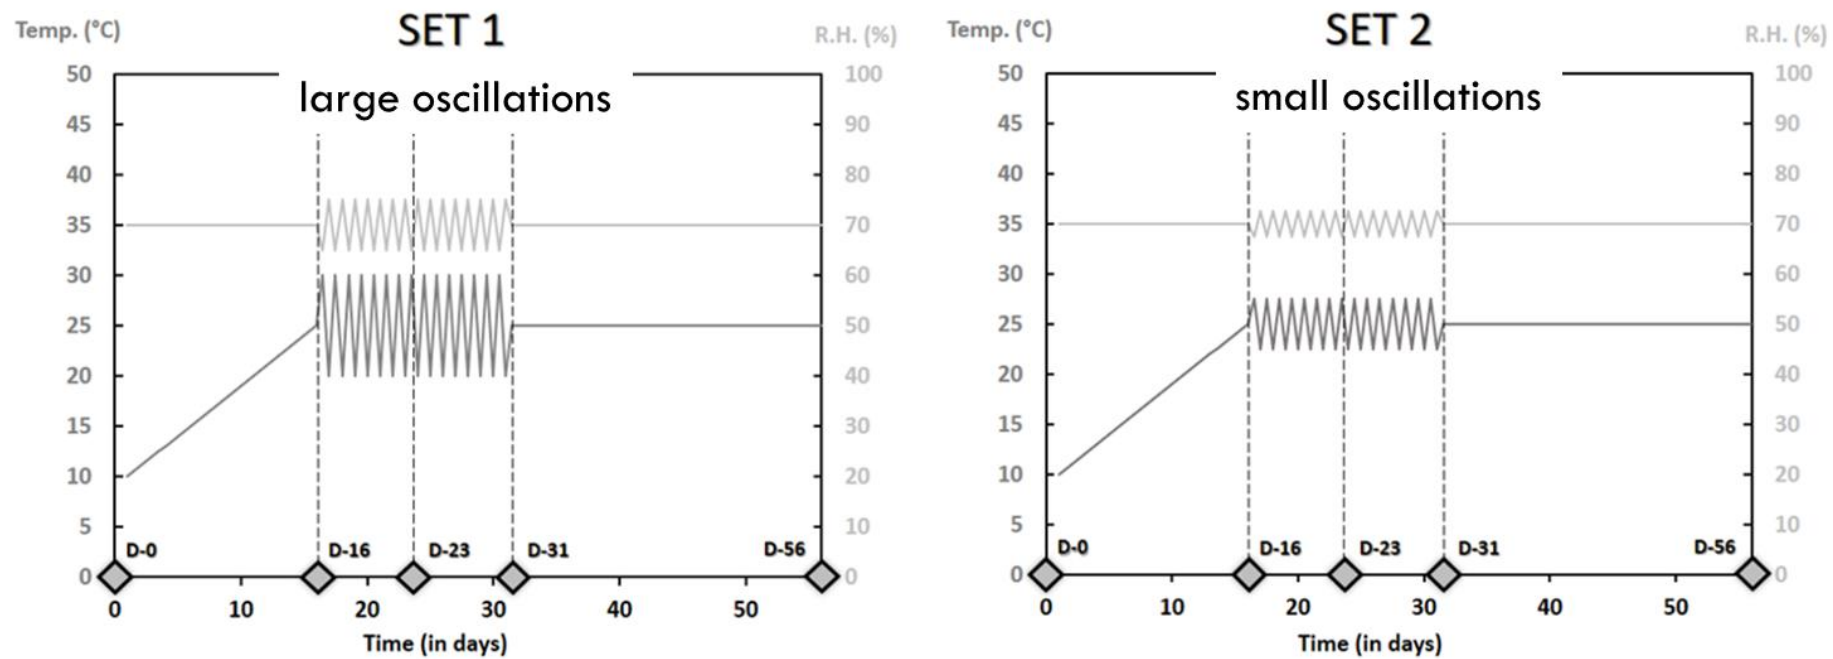 SET 1
Temp. (°C)
R.H. (%)
large oscillations
50
45
40
35
30
25
20
15
10
5
0
100
90
80
70
60
50
40
30
20
10
0
D-0
D-16
D-23
D-31
D-56
0
10
20
30
40
50
Time (in days)
SET 2
Temp. (°C)
R.H. (%)
small oscillations
50
45
40
35
30
25
20
15
10
5
0
100
90
80
70
60
50
40
30
20
10
0
D-0
D-16
D-23
D-31
D-56
0
10
20
30
40
50
Time (in days)